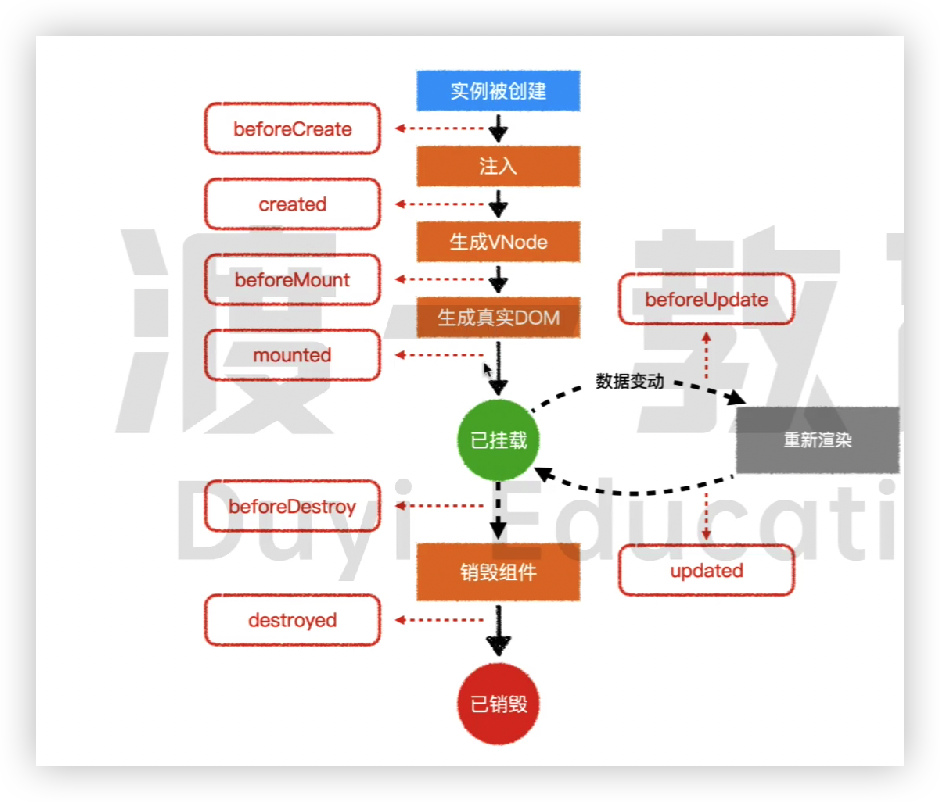 实例被创建
beforeCreate
注入
created
生成VNode
beforeMount
生成真实DOM
beforeUpdate
mounted
数据变动
已挂载
重新渲染
beforeDestroy
销毁组件
updated
destroyed
已销毁
渡一教
Duyi Educati